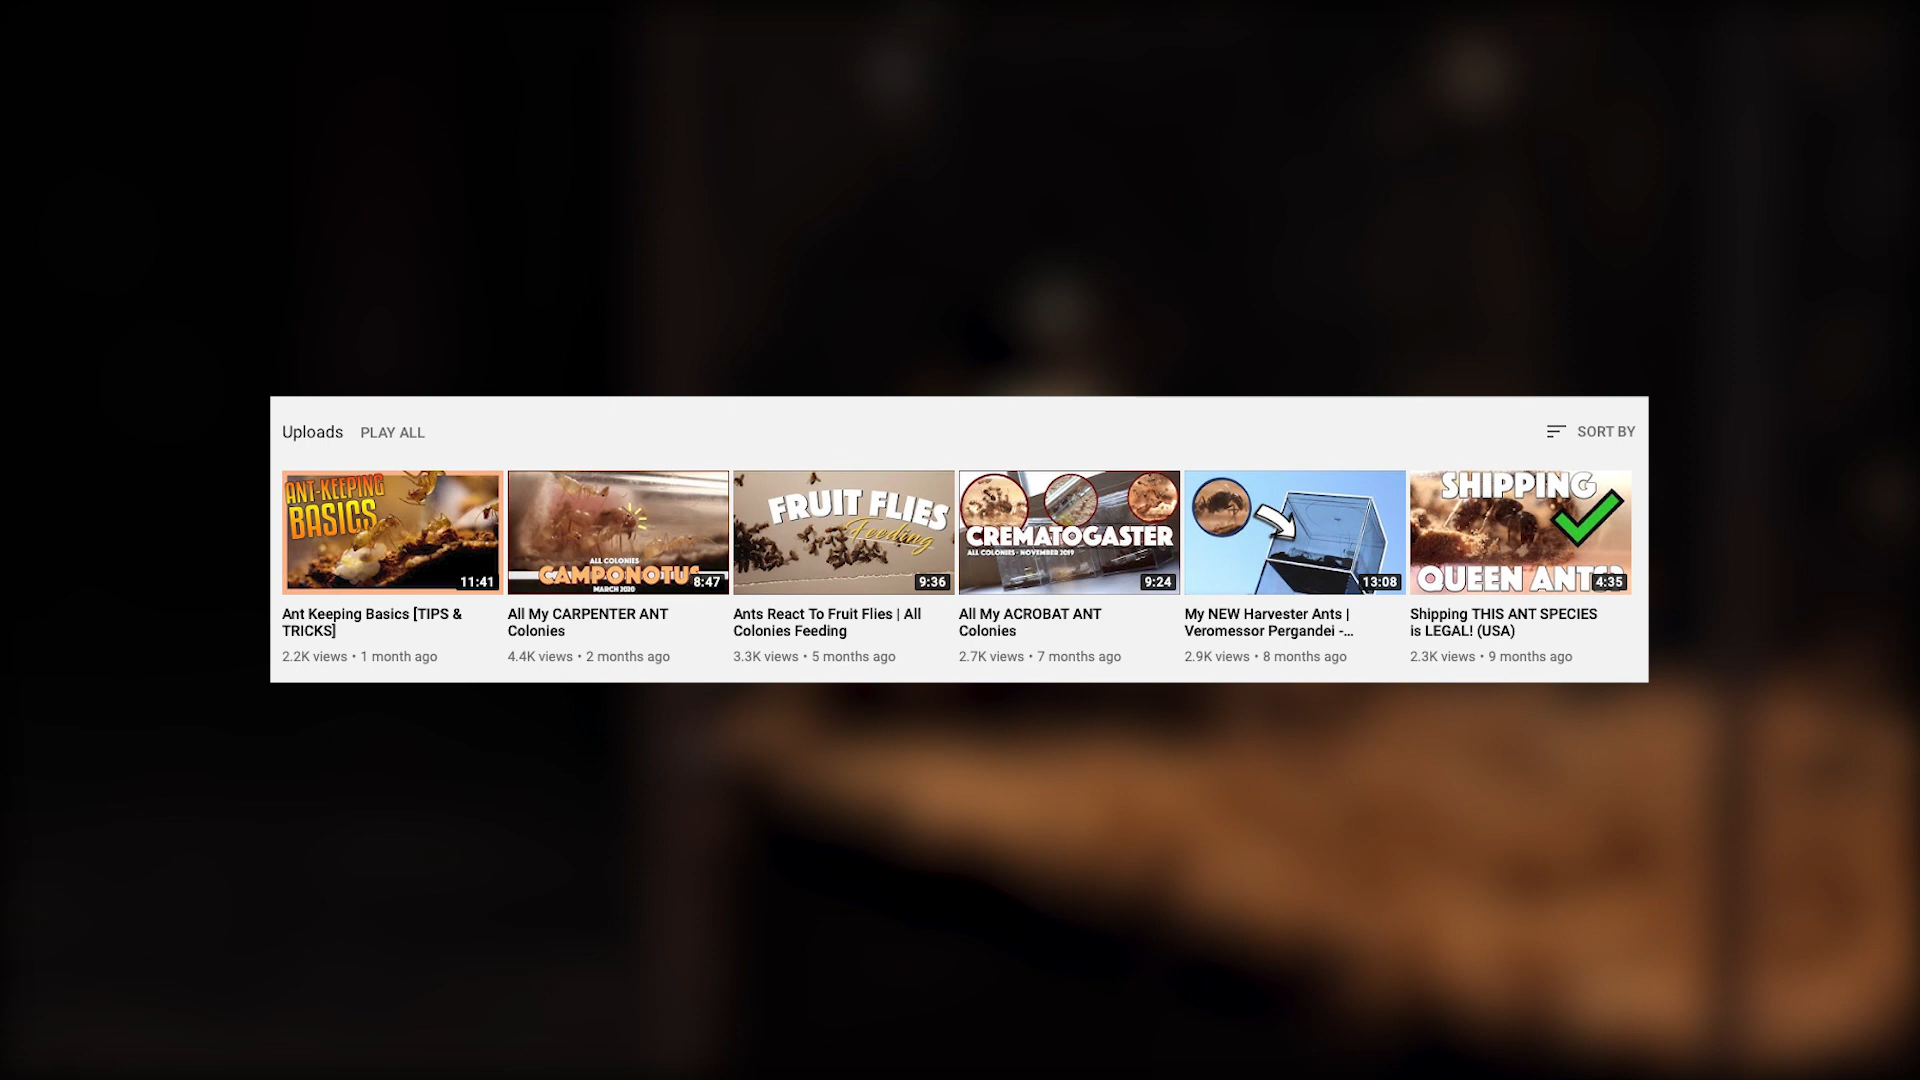 Uploads PLAY ALL
SORT BY
ANT-KEEPING
BASICS
11:41
ALL COLONIES
CAMPONOTUS
MARCH 2020
8:47
FRUIT FLIES
Feeding
9:36
CREMATOGASTER
ALL COLONIES - NOVEMBER 2019
9:24
13:08
SHIPPING
QUEEN ANTS?
4:35
Ant Keeping Basics [TIPS &
TRICKS]
2.2K views • 1 month ago
All My CARPENTER ANT
Colonies
4.4K views • 2 months ago
Ants React To Fruit Flies | All
Colonies Feeding
3.3K views • 5 months ago
All My ACROBAT ANT
Colonies
2.7K views • 7 months ago
My NEW Harvester Ants |
Veromessor Pergandei -...
2.9K views • 8 months ago
Shipping THIS ANT SPECIES
is LEGAL! (USA)
2.3K views • 9 months ago